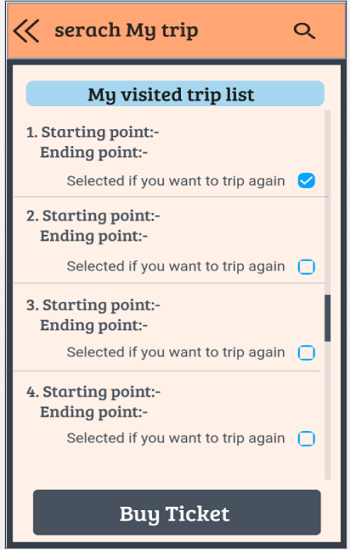 serach My trip
My visited trip list
1. Starting point:-
Ending point:-
Selected if you want to trip again
2. Starting point:-
Ending point:-
Selected if you want to trip again
3. Starting point:-
Ending point:-
Selected if you want to trip again
4. Starting point:-
Ending point:-
Selected if you want to trip again
Buy Ticket